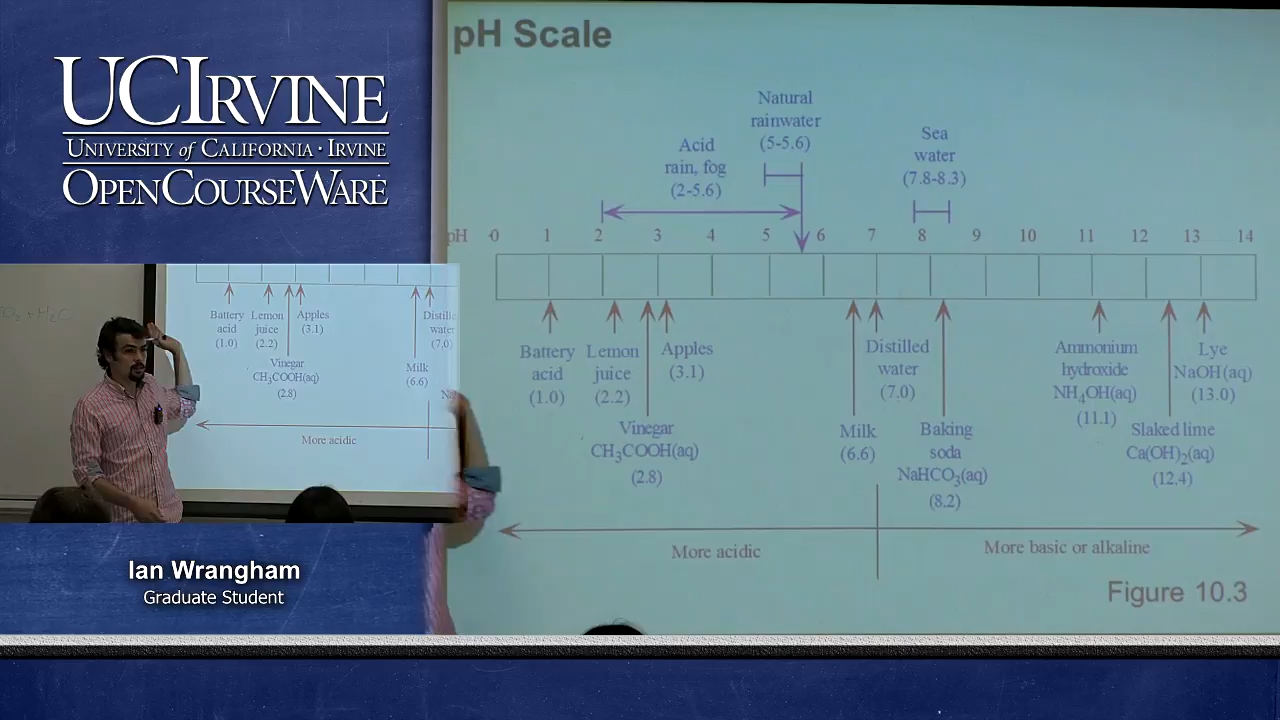 UCIRVINE
UNIVERSITY of CALIFORNIA · IRVINE
OPENCOURSEWARE
O₂ + H₂O
Battery
acid
(1.0)
Lemon
juice
(2.2)
Apples
(3.1)
Vinegar
CH₃COOH(aq)
(2.8)
Milk
(6.6)
water
(7.0)
More acidic
Ian Wrangham
Graduate Student
pH Scale
Natural
rainwater
(5-5.6)
Acid
rain, fog
(2-5.6)
Sea
water
(7.8-8.3)
pH 0 1 2 3 4 5 6 7 8 9 10 11 12 13 14
Battery
acid
(1.0)
Lemon
juice
(2.2)
Vinegar
CH₃COOH(aq)
(2.8)
Apples
(3.1)
Milk
(6.6)
Distilled
water
(7.0)
Baking
soda
NaHCO₃(aq)
(8.2)
Ammonium
hydroxide
NH₄OH(aq)
(11.1)
Slaked lime
Ca(OH)₂(aq)
(12.4)
Lye
NaOH(aq)
(13.0)
More acidic
More basic or alkaline
Figure 10.3